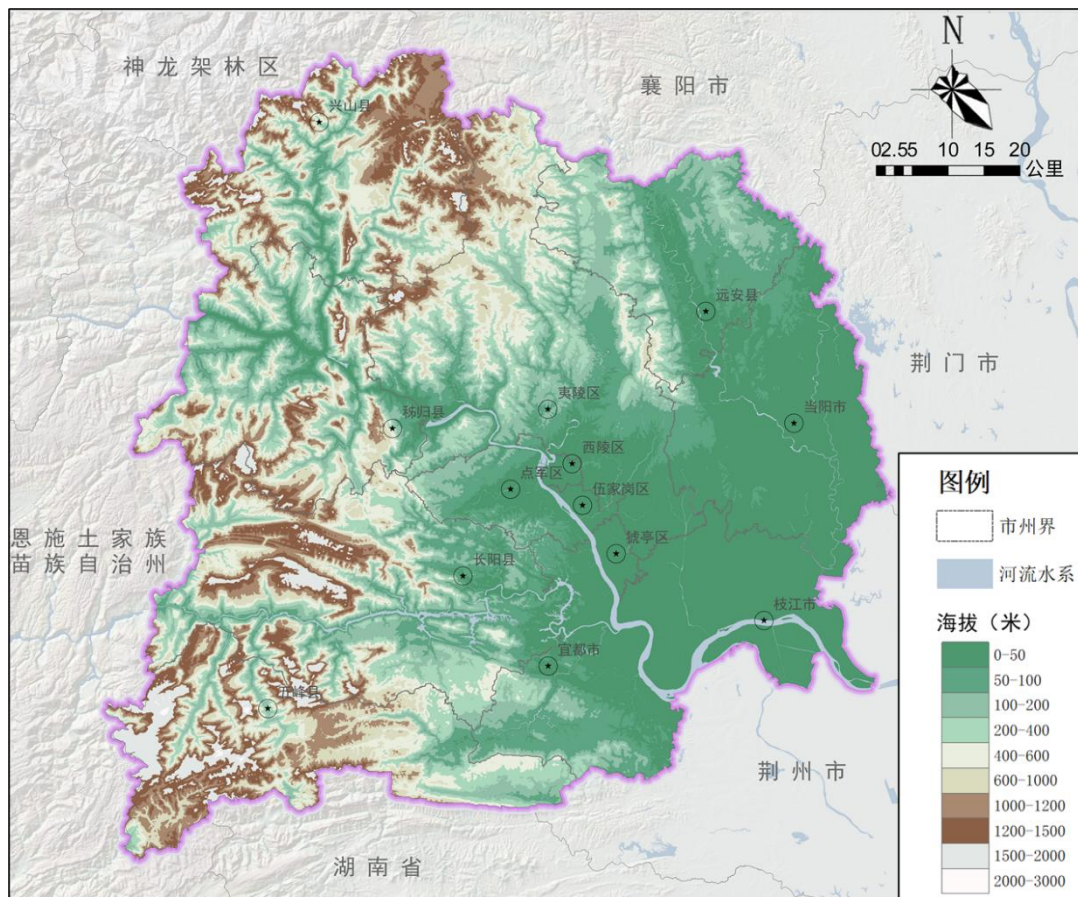 神龙架林区
襄阳市
N
02.55 10 15 20
公里
兴山县
远安县
荆门市
夷陵区
当阳市
秭归县
西陵区
点军区
伍家岗区
恩施土家族
苗族自治州
猇亭区
长阳县
枝江市
宜都市
五峰县
荆州市
湖南省
图例
市州界
河流水系
海拔（米）
0-50
50-100
100-200
200-400
400-600
600-1000
1000-1200
1200-1500
1500-2000
2000-3000